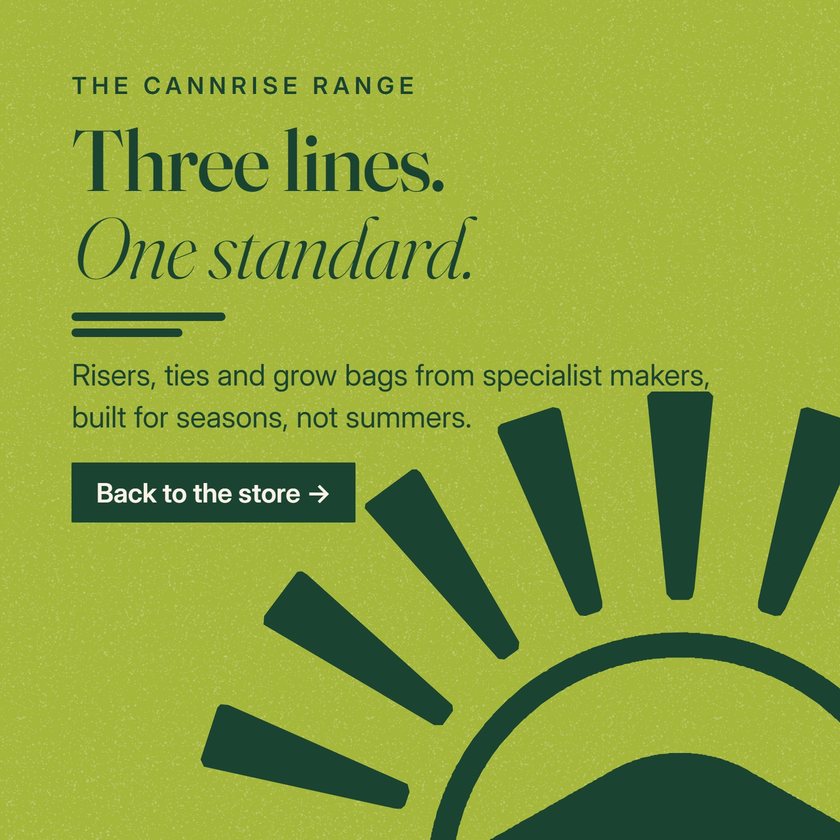 THE CANNRISE RANGE
Three lines.
One standard.
Risers, ties and grow bags from specialist makers,
built for seasons, not summers.
Back to the store →